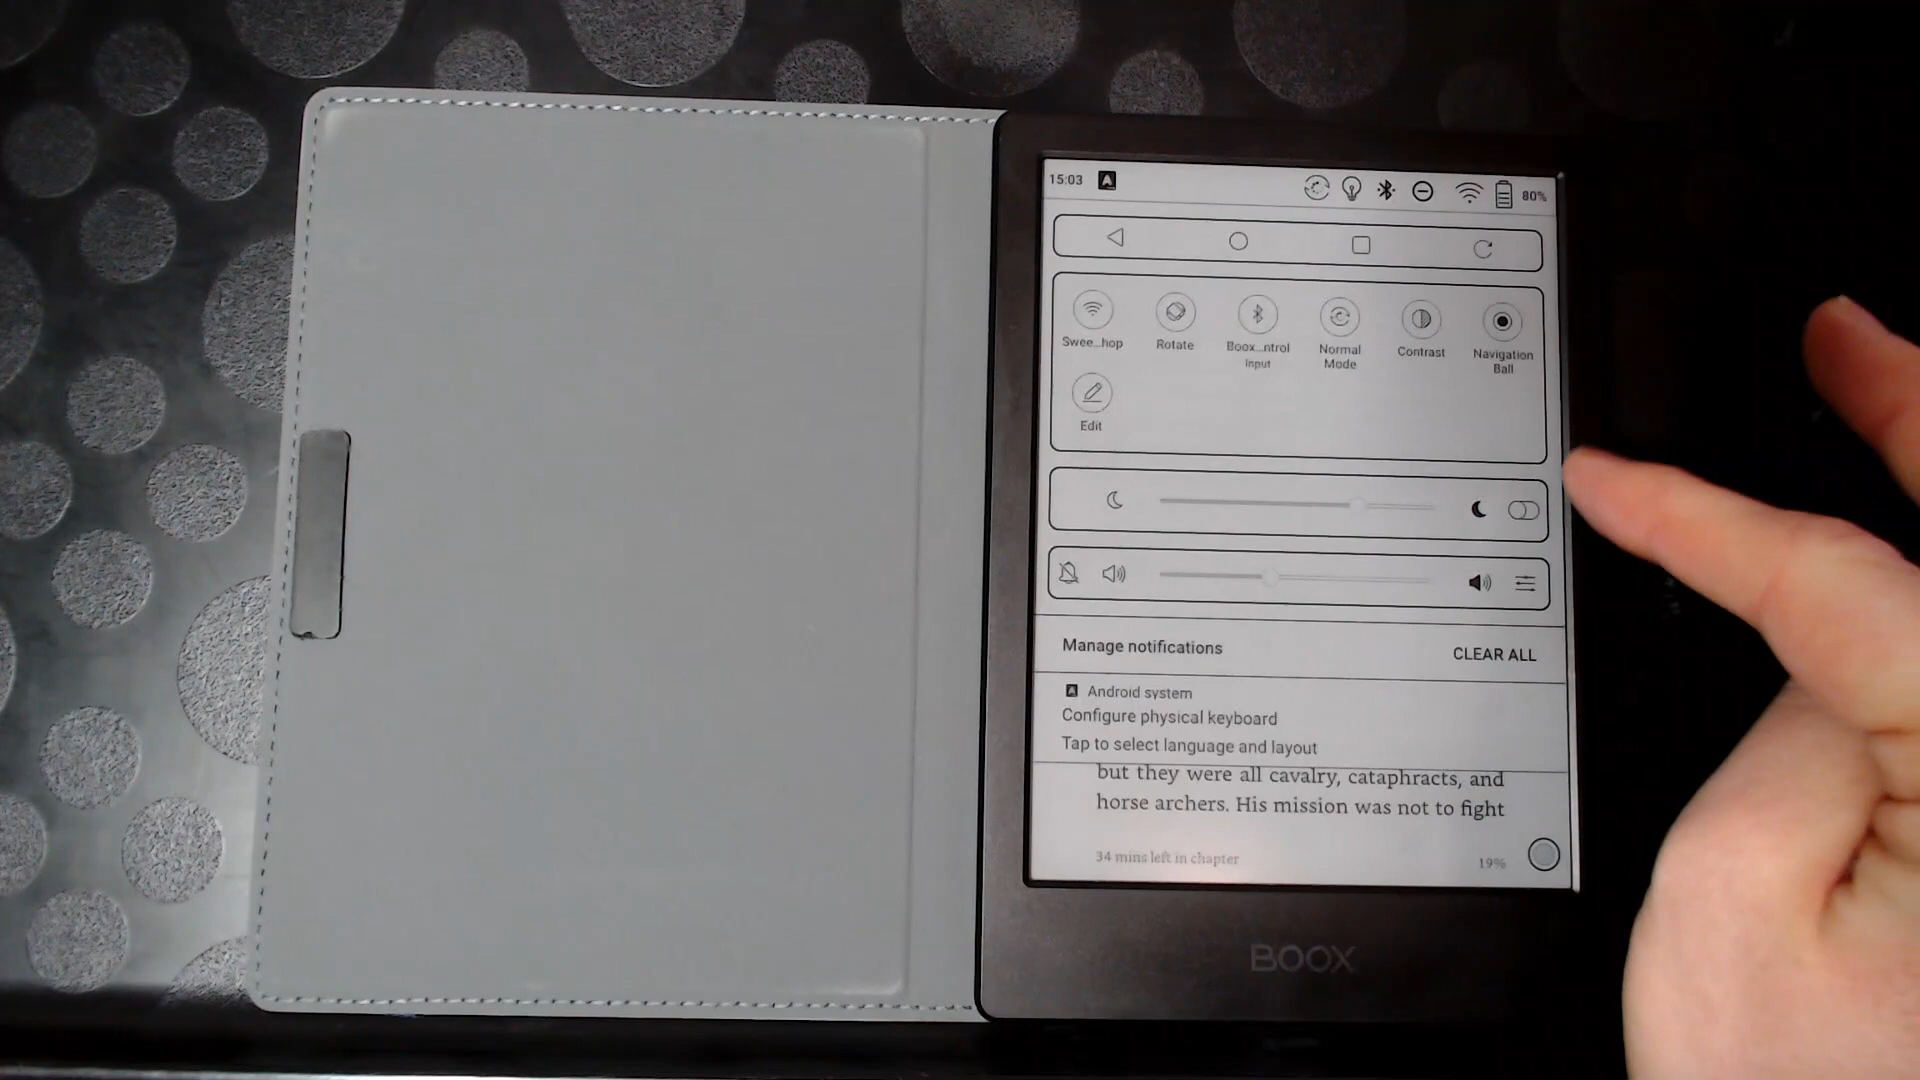 15:03 A 80%
Swee...hop Rotate Boox...ntrol Normal Contrast Navigation
Input Mode Ball
Edit
Manage notifications CLEAR ALL
A Android system
Configure physical keyboard
Tap to select language and layout
but they were all cavalry, cataphracts, and
horse archers. His mission was not to fight
34 mins left in chapter 19%
BOOX